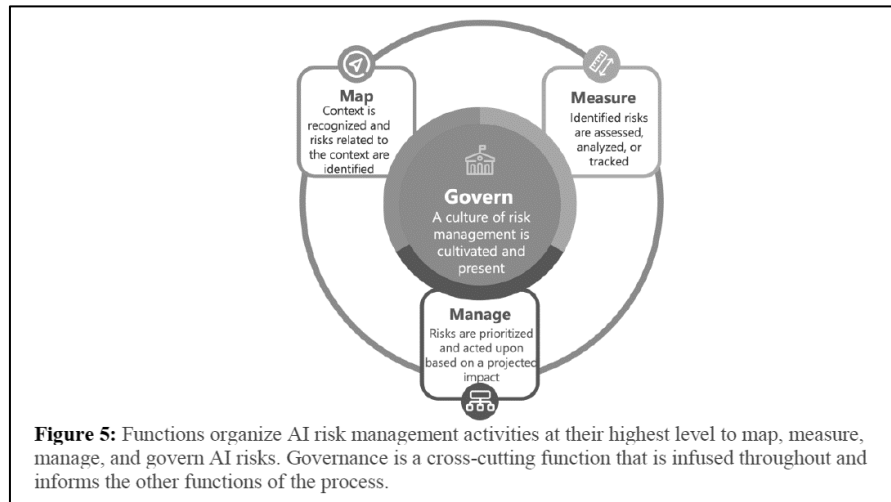 Map
Context is
recognized and
risks related to
the context are
identified
Measure
Identified risks
are assessed,
analyzed, or
tracked
Govern
A culture of risk
management is
cultivated and
present
Manage
Risks are prioritized
and acted upon
based on a projected
impact
Figure 5: Functions organize AI risk management activities at their highest level to map, measure,
manage, and govern AI risks. Governance is a cross-cutting function that is infused throughout and
informs the other functions of the process.